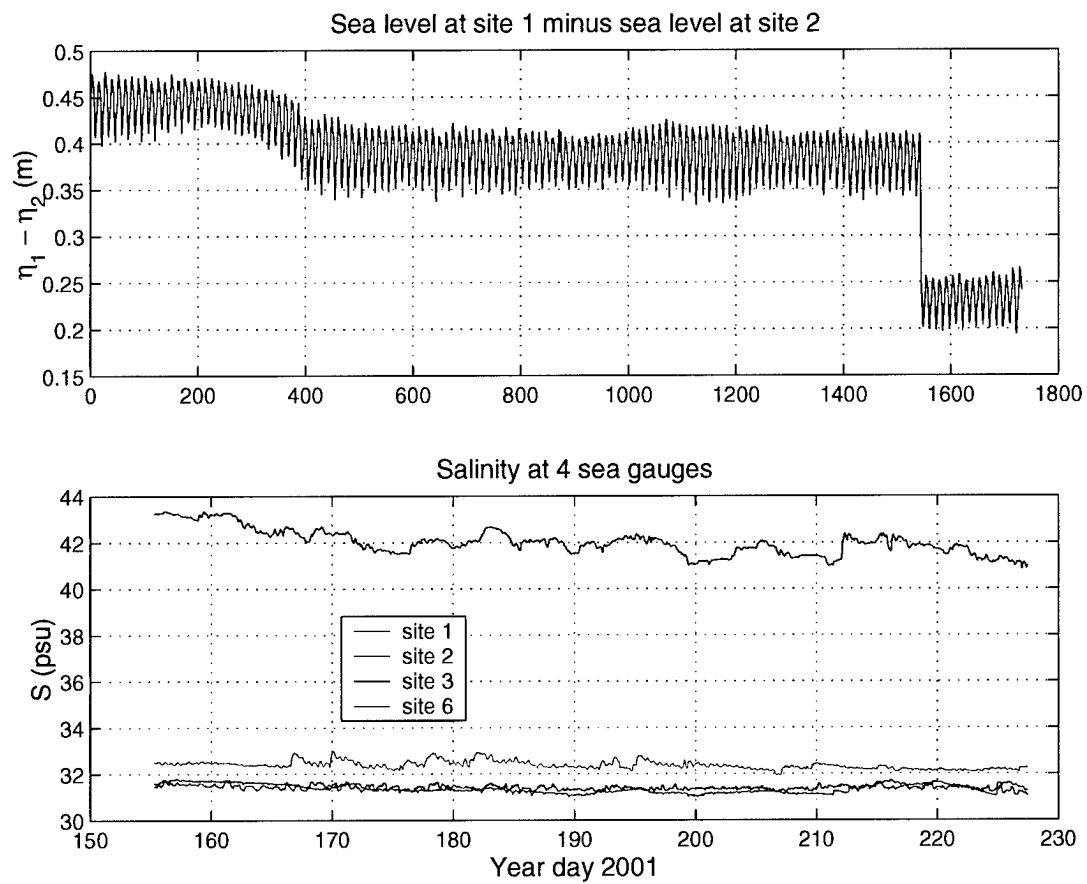 Sea level at site 1 minus sea level at site 2
0.5
0.45
0.4
0.35
0.3
0.25
0.2
0.15
η1 − η2 (m)
0 200 400 600 800 1000 1200 1400 1600 1800
Salinity at 4 sea gauges
44
42
40
38
36
34
32
30
S (psu)
site 1
site 2
site 3
site 6
150 160 170 180 190 200 210 220 230
Year day 2001